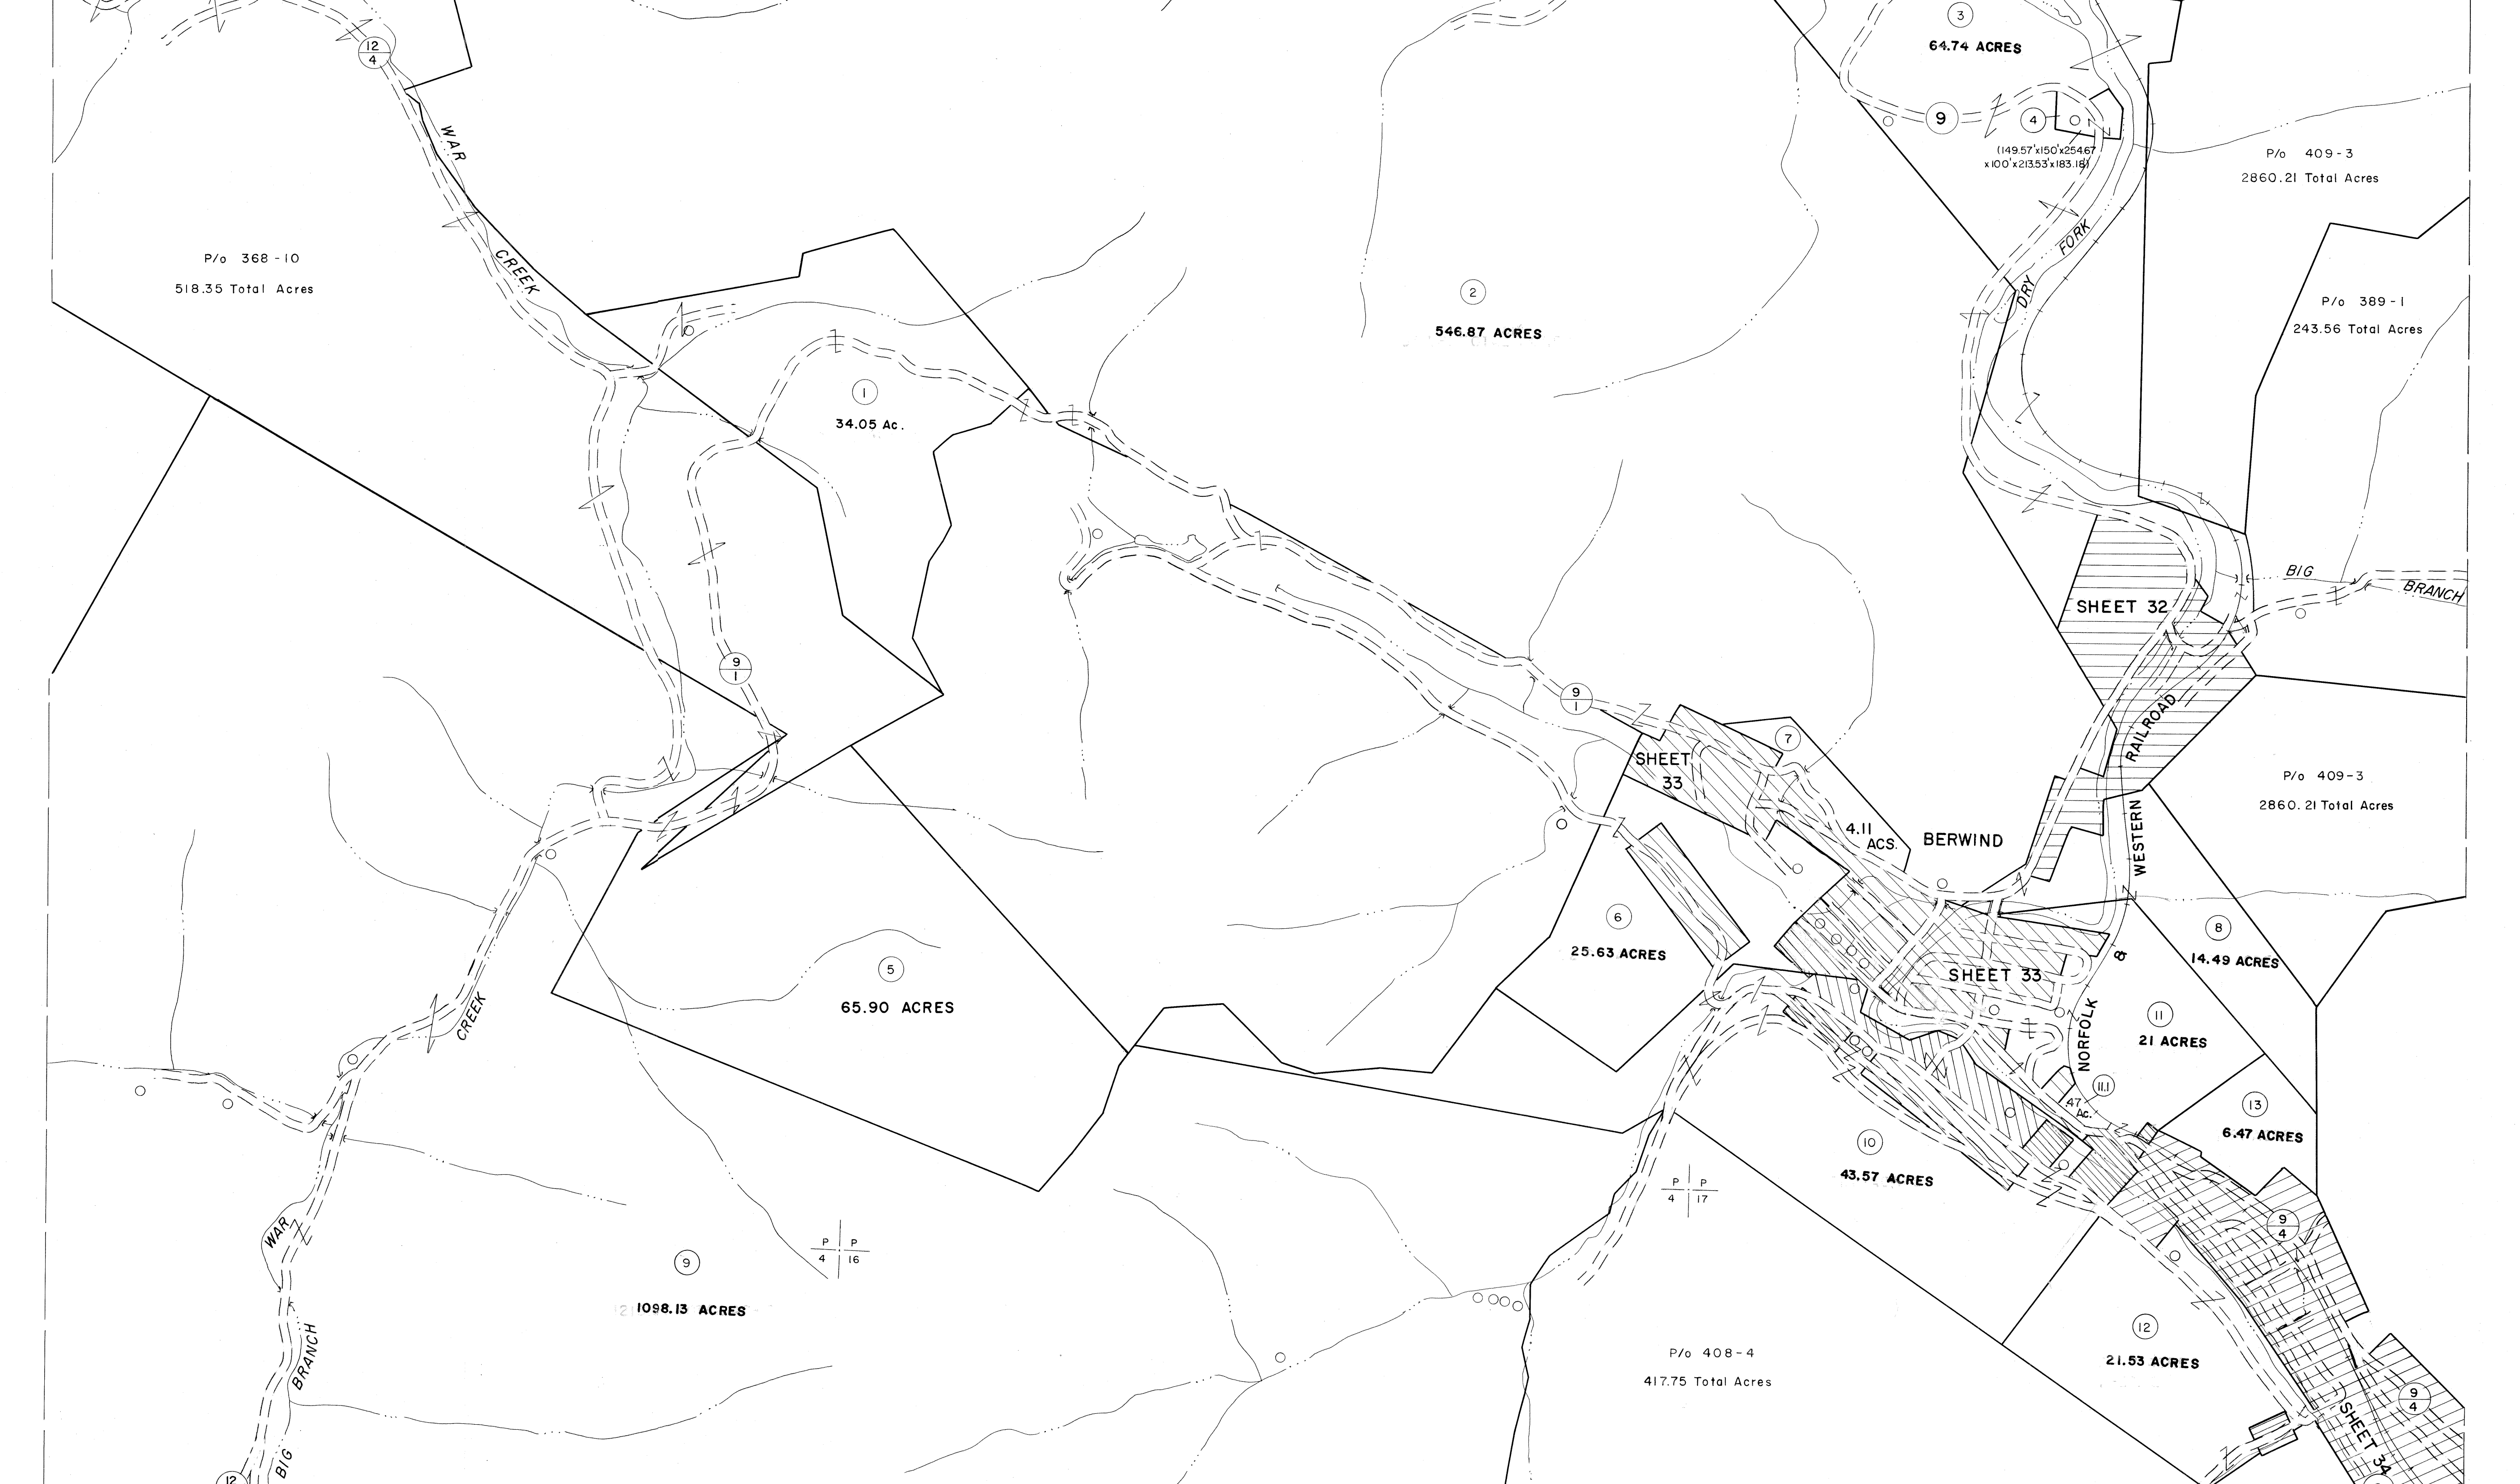 3
64.74 ACRES
12
4
9
4
(149.57'x150'x254.67
x100'x213.53'x183.18')
P/o 409-3
2860.21 Total Acres
WAR
CREEK
P/o 368-10
518.35 Total Acres
FORK
DRY
2
546.87 ACRES
P/o 389-1
243.56 Total Acres
1
34.05 Ac.
BIG
BRANCH
SHEET 32
9
1
9
1
RAILROAD
7
SHEET
33
P/o 409-3
2860.21 Total Acres
4.11
ACS.
BERWIND
WESTERN
6
25.63 ACRES
8
14.49 ACRES
&
SHEET 33
5
65.90 ACRES
CREEK
NORFOLK
11
21 ACRES
11.1
.47
Ac.
13
6.47 ACRES
10
43.57 ACRES
P P
4 17
WAR
P P
4 16
9
4
9
1098.13 ACRES
12
21.53 ACRES
BRANCH
P/o 408-4
417.75 Total Acres
9
4
SHEET 34
BIG
12